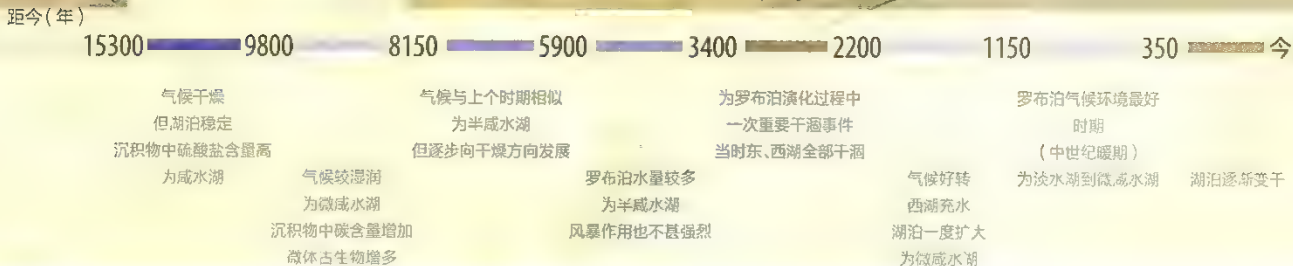 距今(年)
15300 9800 8150 5900 3400 2200 1150 350 今
气候干燥
但湖泊稳定
沉积物中硫酸盐含量高
为咸水湖
气候较湿润
为微咸水湖
沉积物中碳含量增加
微体古生物增多
气候与上个时期相似
为半咸水湖
但逐步向干燥方向发展
罗布泊水量较多
为半咸水湖
风暴作用也不甚强烈
为罗布泊演化过程中
一次重要干涸事件
当时东、西湖全部干涸
气候好转
西湖充水
湖泊一度扩大
为微咸水湖
罗布泊气候环境最好
时期
(中世纪暖期)
为淡水湖到微咸水湖
湖泊逐渐变干